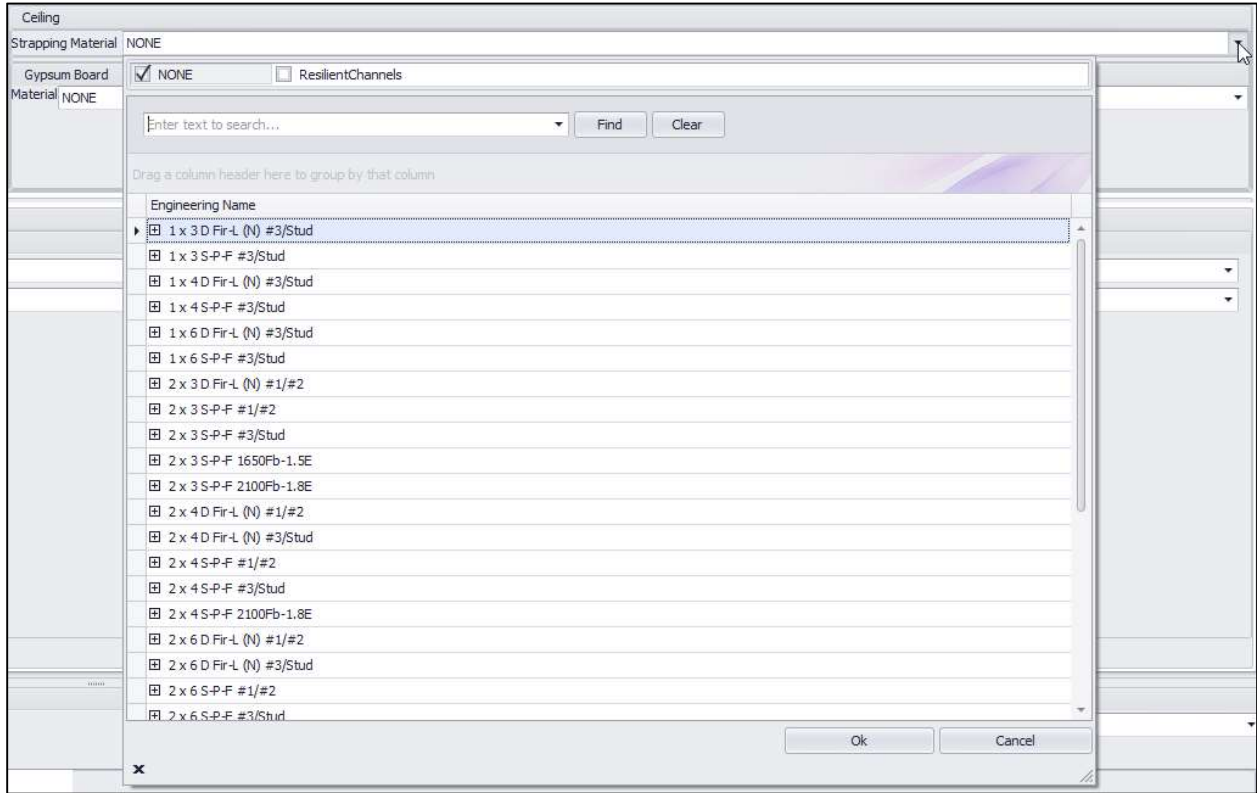 Ceiling
Strapping Material NONE
Gypsum Board
Material NONE
NONE ResilientChannels
Enter text to search... Find Clear
Drag a column header here to group by that column
Engineering Name
1 x 3 D Fir-L (N) #3/Stud
1 x 3 S-P-F #3/Stud
1 x 4 D Fir-L (N) #3/Stud
1 x 4 S-P-F #3/Stud
1 x 6 D Fir-L (N) #3/Stud
1 x 6 S-P-F #3/Stud
2 x 3 D Fir-L (N) #1/#2
2 x 3 S-P-F #1/#2
2 x 3 S-P-F #3/Stud
2 x 3 S-P-F 1650Fb-1.5E
2 x 3 S-P-F 2100Fb-1.8E
2 x 4 D Fir-L (N) #1/#2
2 x 4 D Fir-L (N) #3/Stud
2 x 4 S-P-F #1/#2
2 x 4 S-P-F #3/Stud
2 x 4 S-P-F 2100Fb-1.8E
2 x 6 D Fir-L (N) #1/#2
2 x 6 D Fir-L (N) #3/Stud
2 x 6 S-P-F #1/#2
2 x 6 S-P-F #3/Stud
Ok Cancel